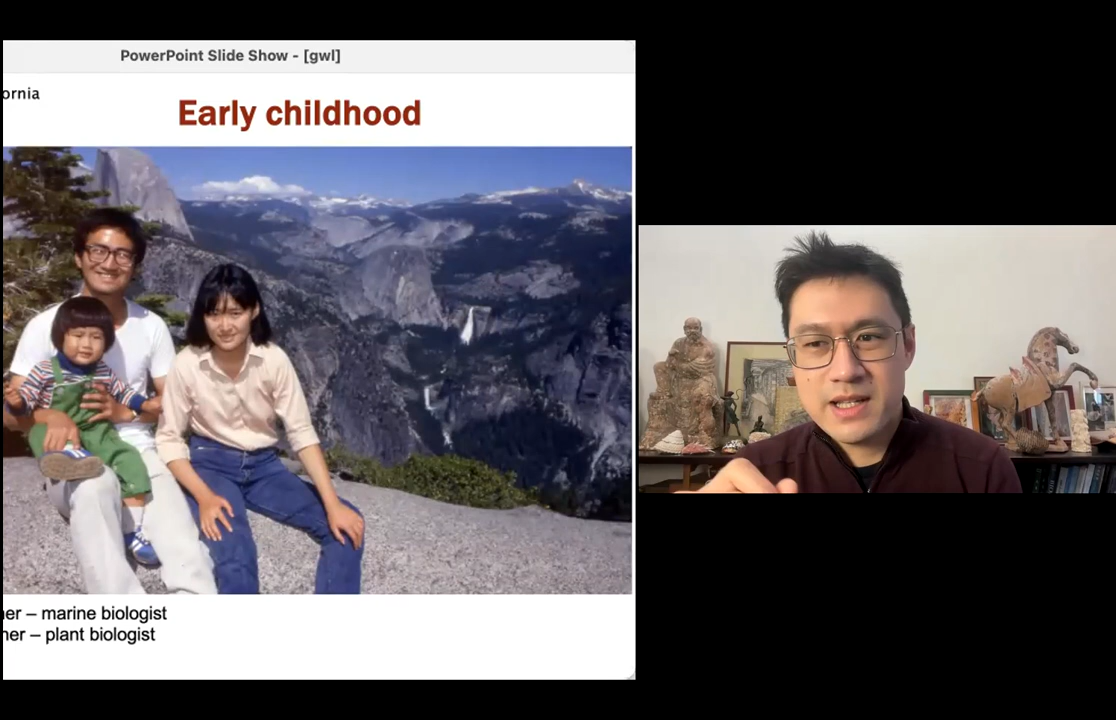 PowerPoint Slide Show - [gwl]
ornia
Early childhood
her – marine biologist
her – plant biologist